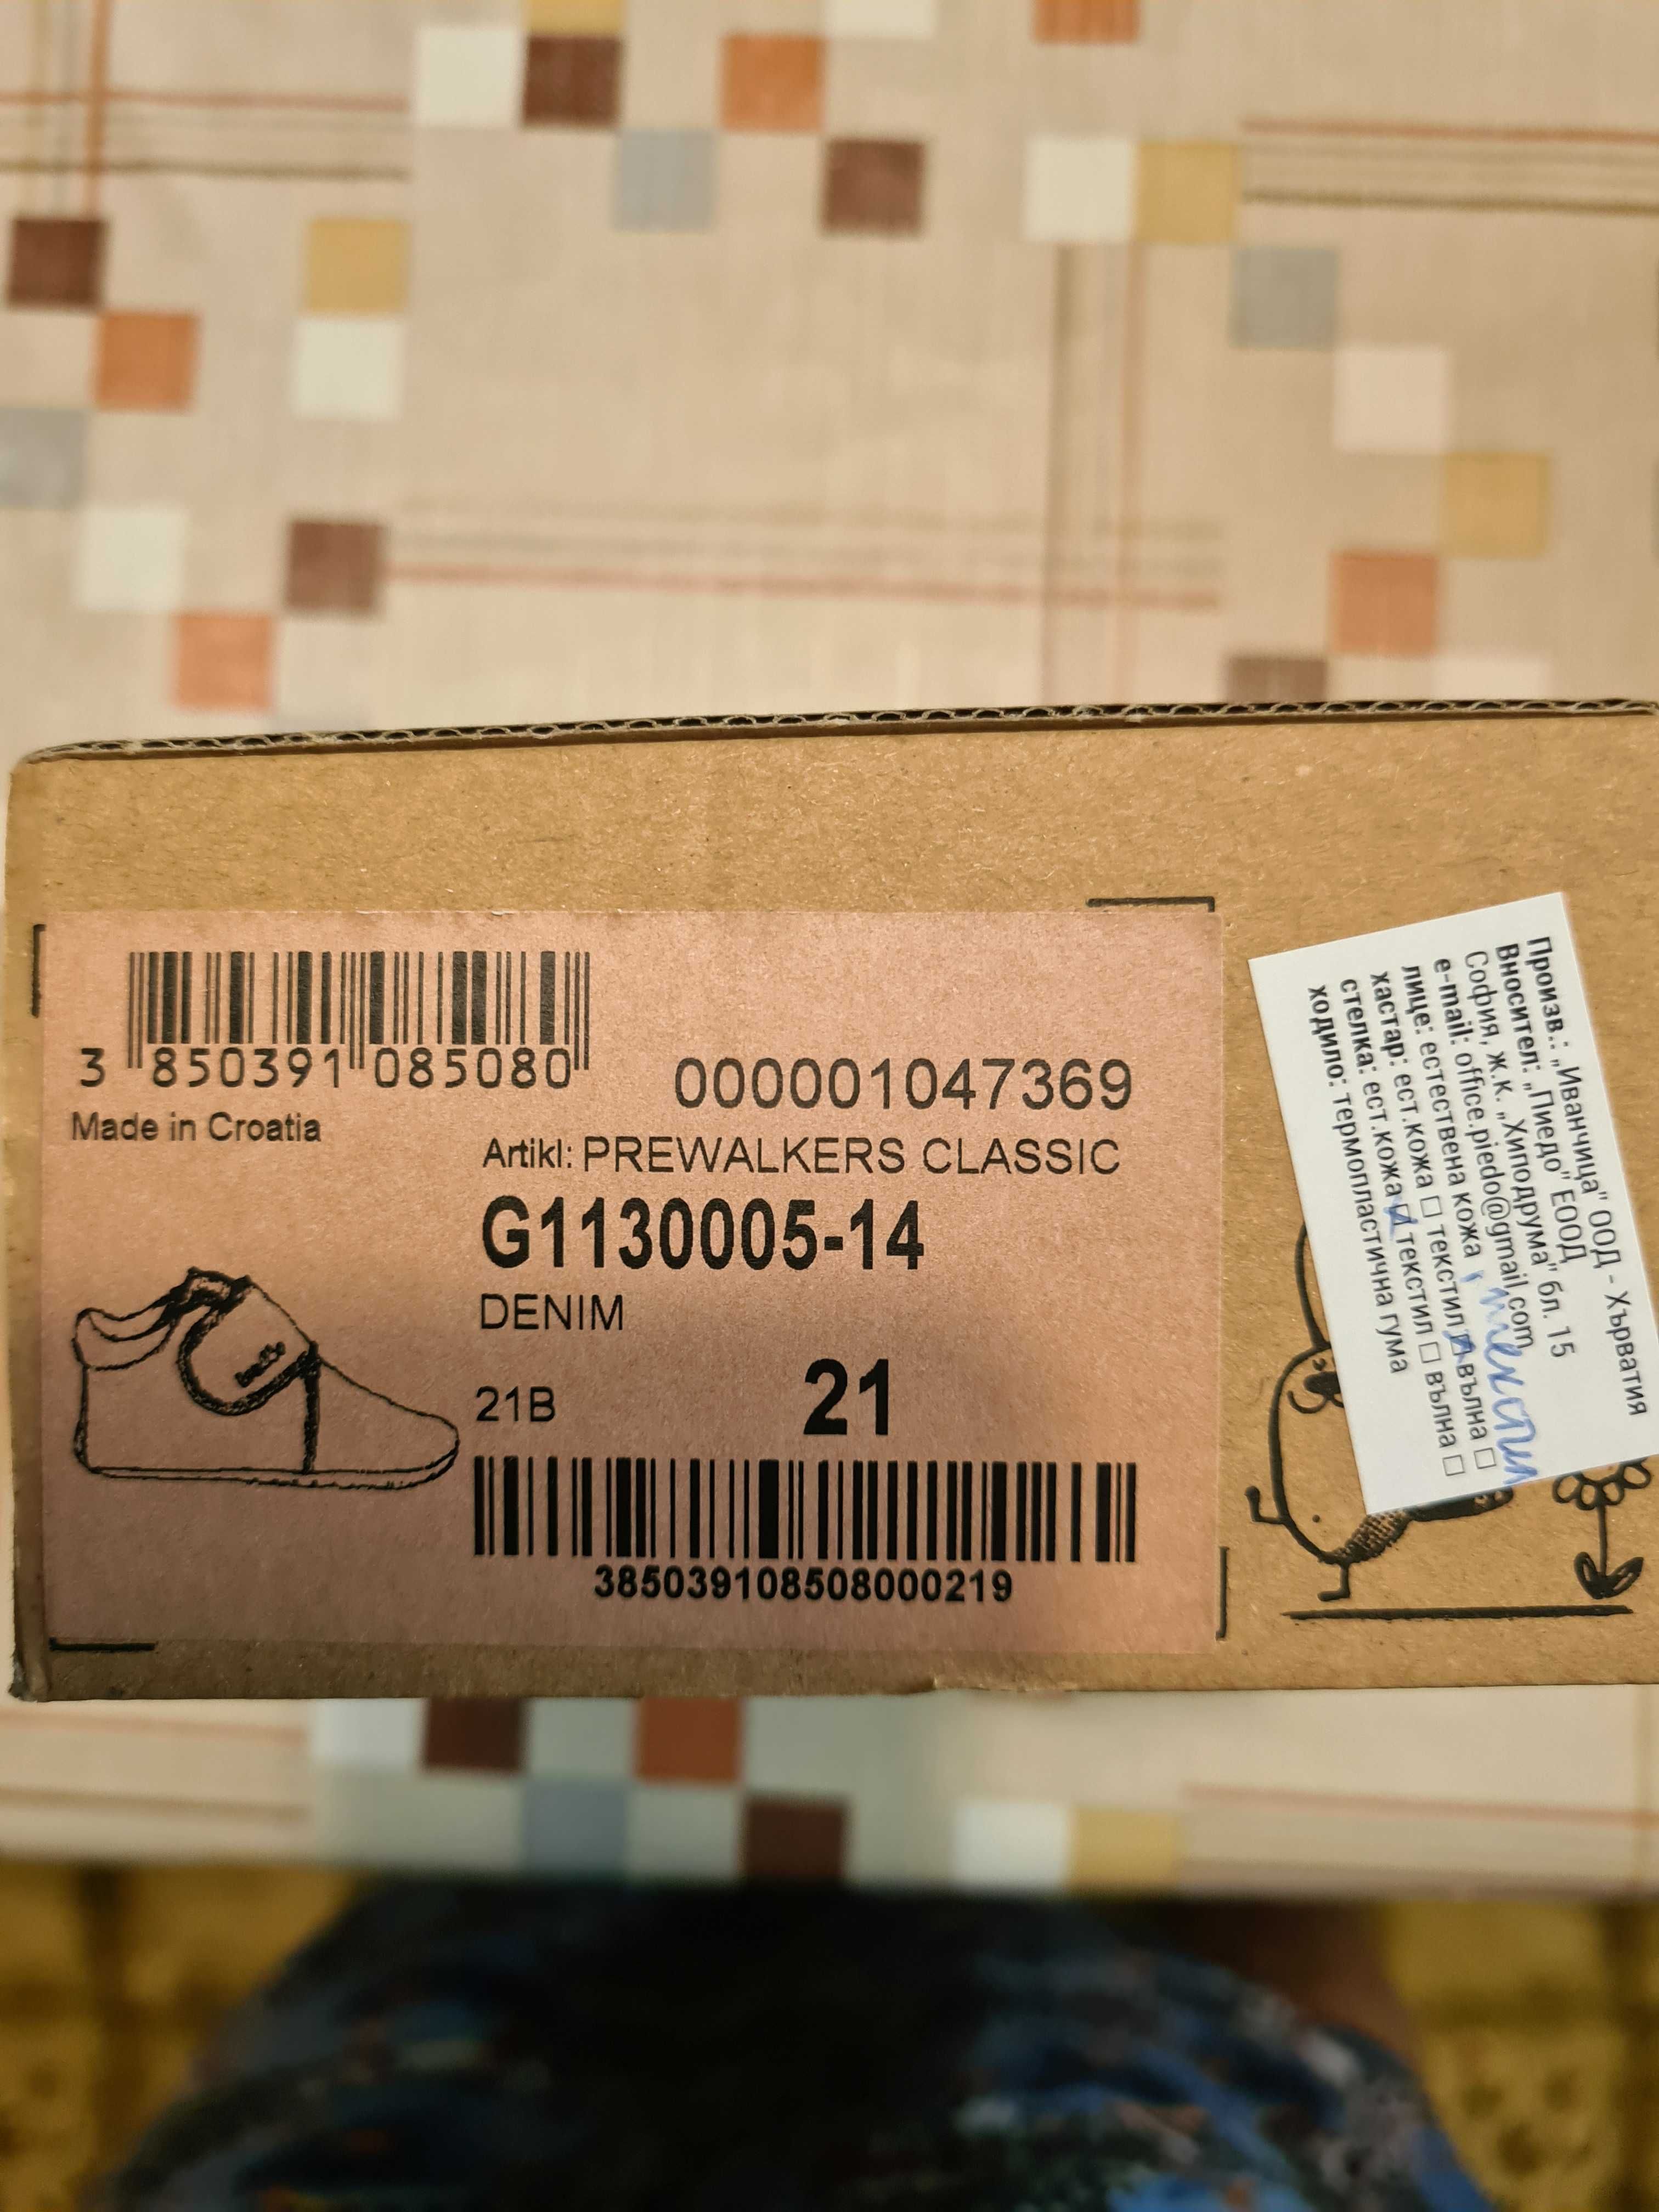 3 850391 085080
000001047369
Made in Croatia
Artikl: PREWALKERS CLASSIC
G1130005-14
DENIM
21B 21
385039108508000219
Произв.: „Иванчица" ООД - Хърватия
Вносител: „Пиедо" ЕООД
София, ж.к. „Хиподрума" бл. 15
e-mail: office.piedo@gmail.com
лице: естествена кожа , текстил
хастар: ест.кожа □ текстил ☑ вълна □
стелка: ест.кожа ☑ текстил □ вълна □
ходило: термопластична гума